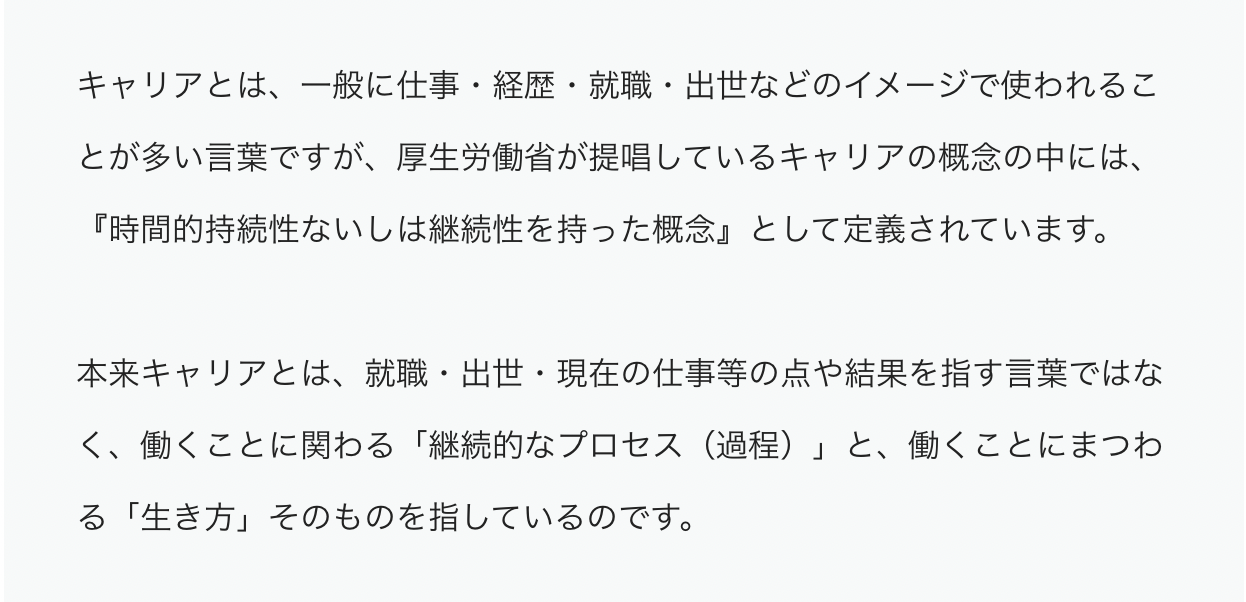 キャリアとは、一般に仕事・経歴・就職・出世などのイメージで使われるこ
とが多い言葉ですが、厚生労働省が提唱しているキャリアの概念の中には、
『時間的持続性ないしは継続性を持った概念』として定義されています。
本来キャリアとは、就職・出世・現在の仕事等の点や結果を指す言葉ではな
く、働くことに関わる「継続的なプロセス（過程）」と、働くことにまつわ
る「生き方」そのものを指しているのです。